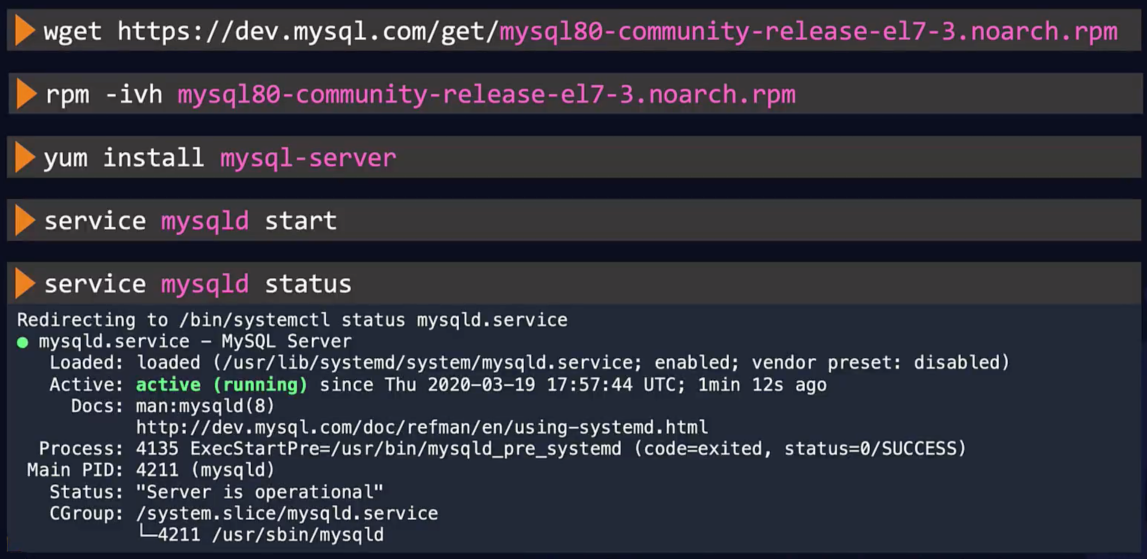 wget https://dev.mysql.com/get/mysql80-community-release-el7-3.noarch.rpm
rpm -ivh mysql80-community-release-el7-3.noarch.rpm
yum install mysql-server
service mysqld start
service mysqld status
Redirecting to /bin/systemctl status mysqld.service
● mysqld.service – MySQL Server
Loaded: loaded (/usr/lib/systemd/system/mysqld.service; enabled; vendor preset: disabled)
Active: active (running) since Thu 2020-03-19 17:57:44 UTC; 1min 12s ago
Docs: man:mysqld(8)
http://dev.mysql.com/doc/refman/en/using-systemd.html
Process: 4135 ExecStartPre=/usr/bin/mysqld_pre_systemd (code=exited, status=0/SUCCESS)
Main PID: 4211 (mysqld)
Status: "Server is operational"
CGroup: /system.slice/mysqld.service
└─4211 /usr/sbin/mysqld